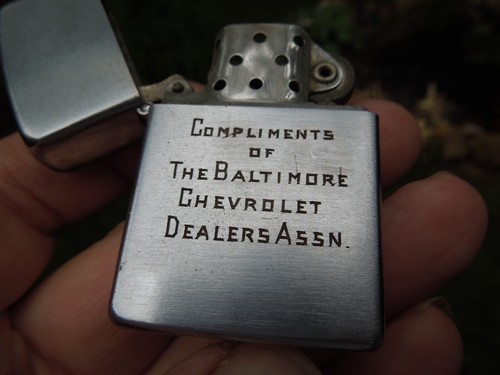 COMPLIMENTS
OF
THE BALTIMORE
CHEVROLET
DEALERS ASSN.